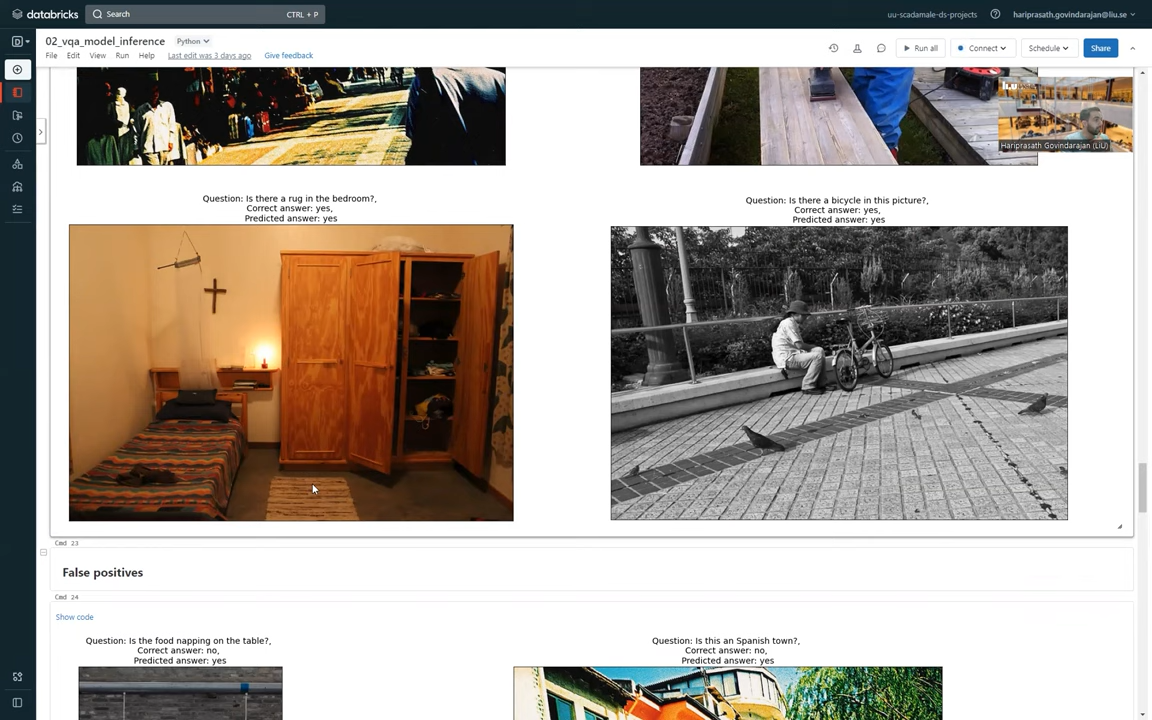 databricks
Search
CTRL + P
uu-scadamale-ds-projects
hariprasath.govindarajan@liu.se
02_vqa_model_inference
Python
File Edit View Run Help Last edit was 3 days ago Give feedback
Run all
Connect
Schedule
Share
LiU
Hariprasath Govindarajan (LiU)
Question: Is there a rug in the bedroom?,
Correct answer: yes,
Predicted answer: yes
Question: Is there a bicycle in this picture?,
Correct answer: yes,
Predicted answer: yes
Cmd 23
False positives
Cmd 24
Show code
Question: Is the food napping on the table?,
Correct answer: no,
Predicted answer: yes
Question: Is this an Spanish town?,
Correct answer: no,
Predicted answer: yes